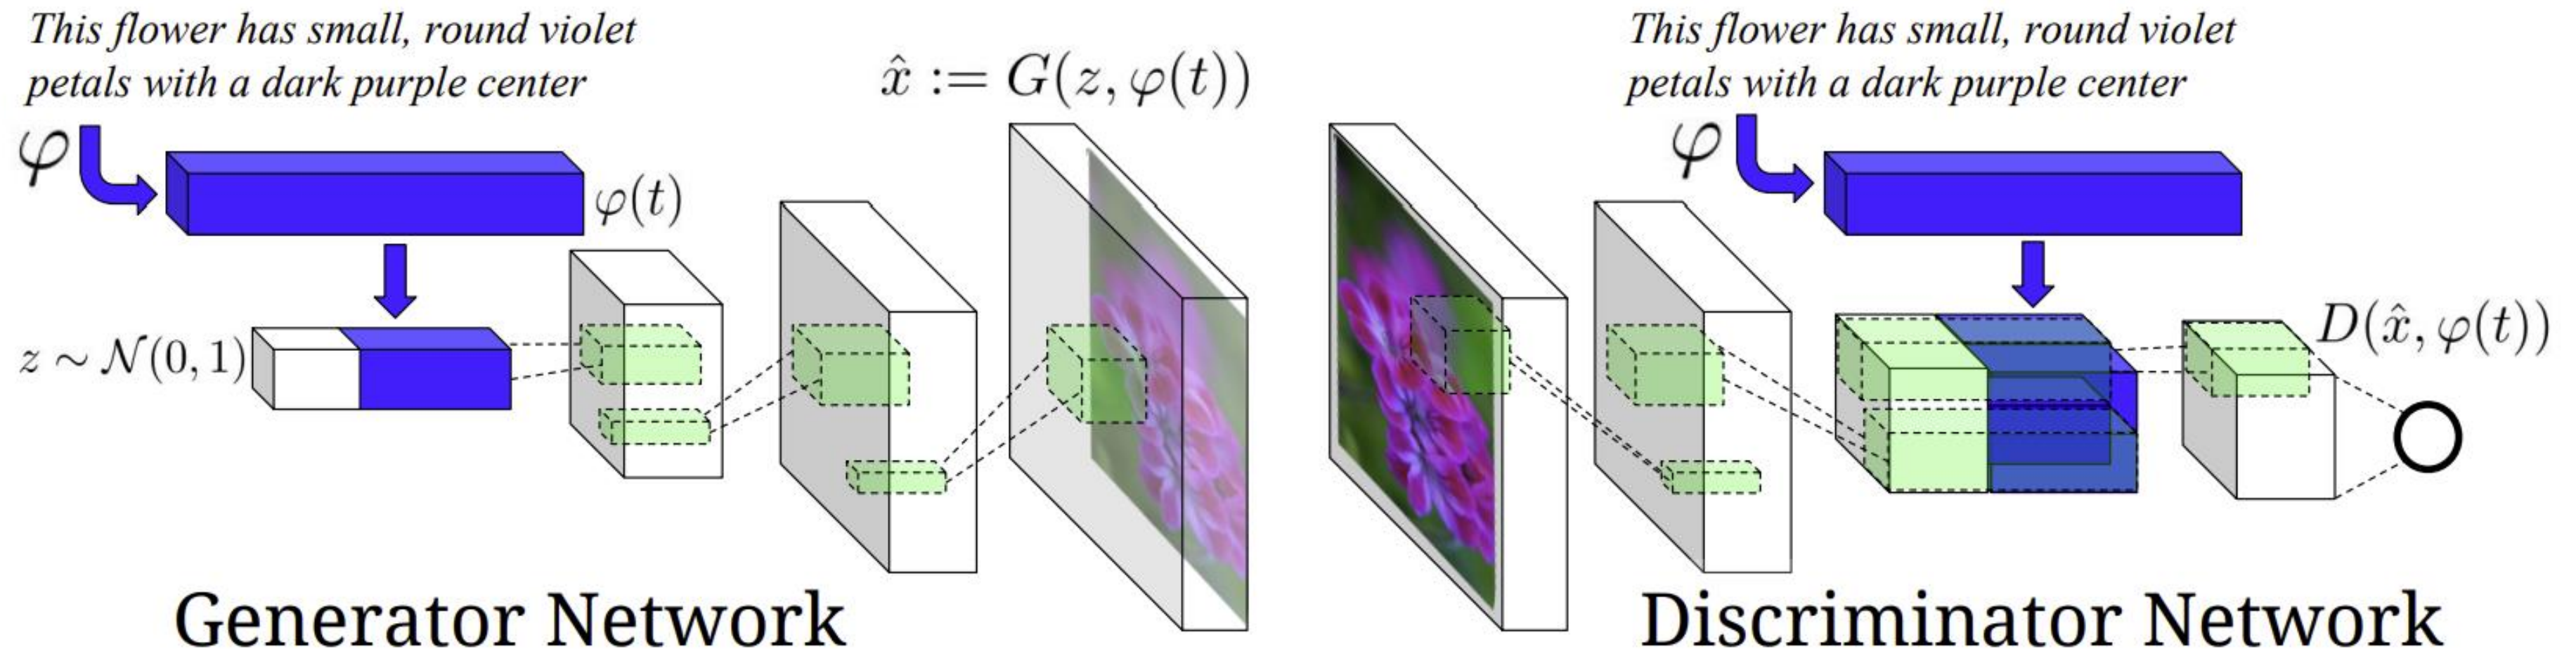 This flower has small, round violet
petals with a dark purple center
φ
φ(t)
z ∼ 𝒩(0, 1)
x̂ := G(z, φ(t))
Generator Network
This flower has small, round violet
petals with a dark purple center
φ
D(x̂, φ(t))
Discriminator Network